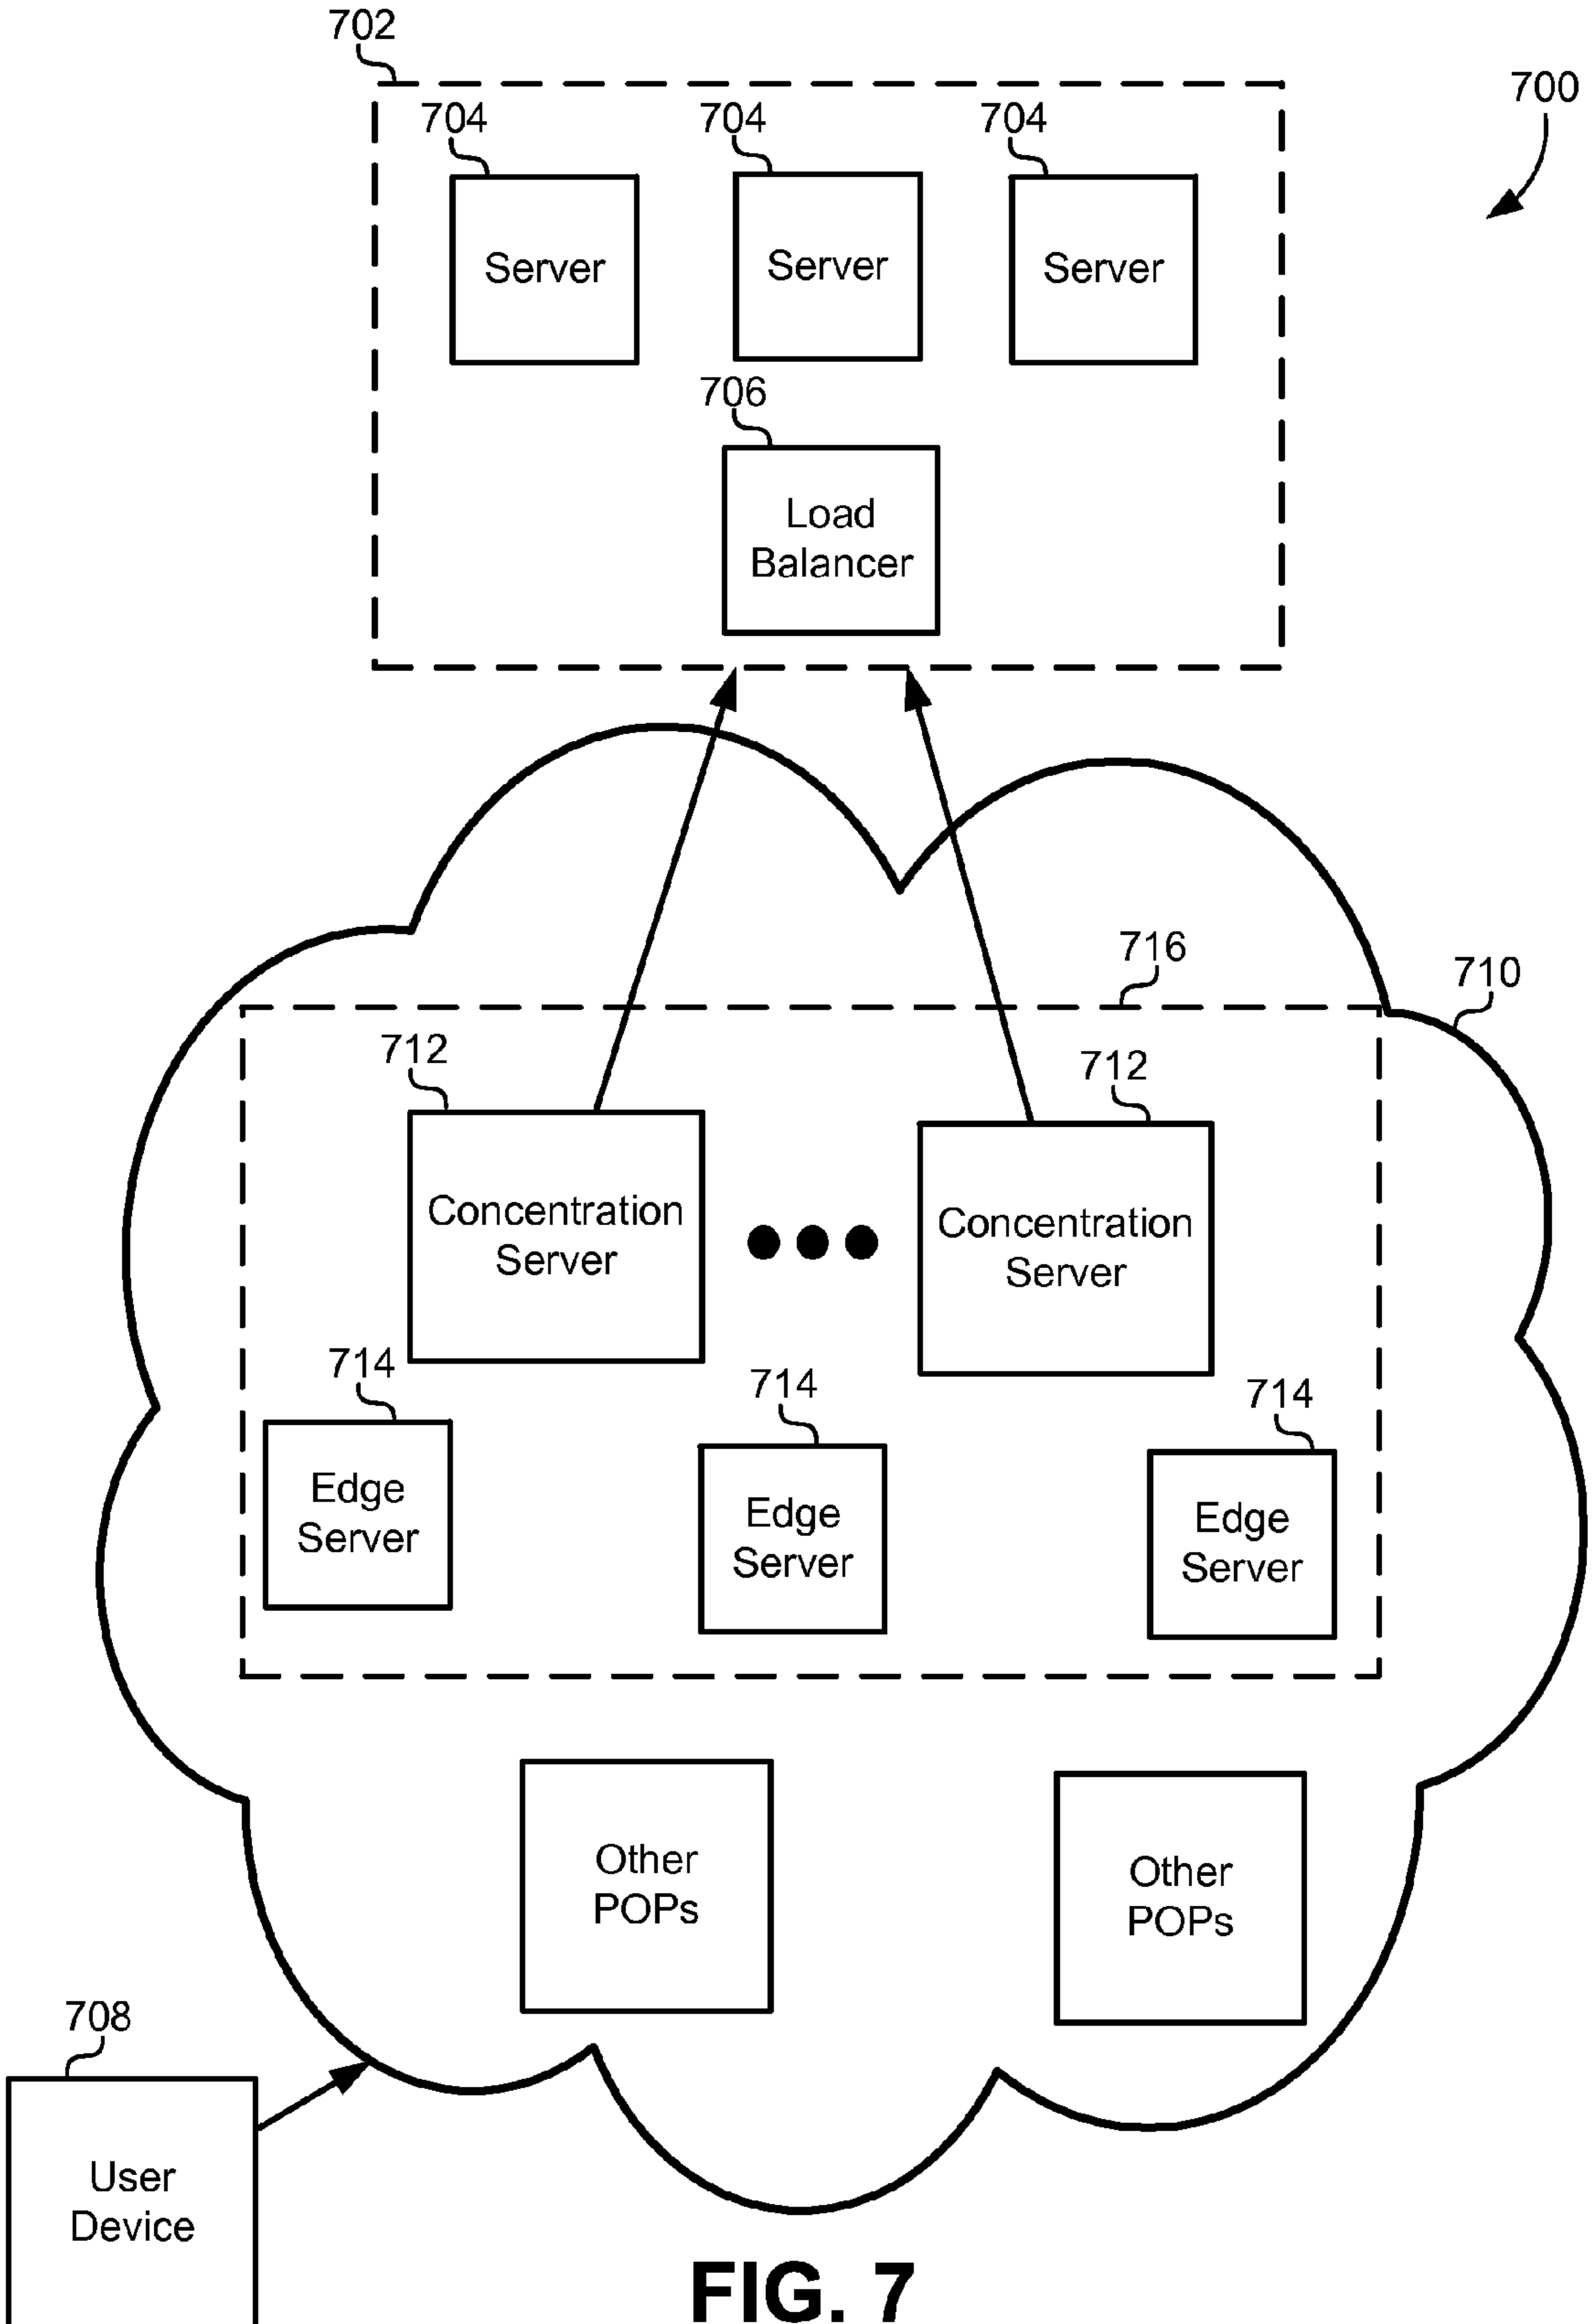 702
700
704
704
704
Server
Server
Server
706
Load
Balancer
716
710
712
712
Concentration
Server
Concentration
Server
714
714
714
Edge
Server
Edge
Server
Edge
Server
Other
POPs
Other
POPs
708
User
Device
FIG. 7